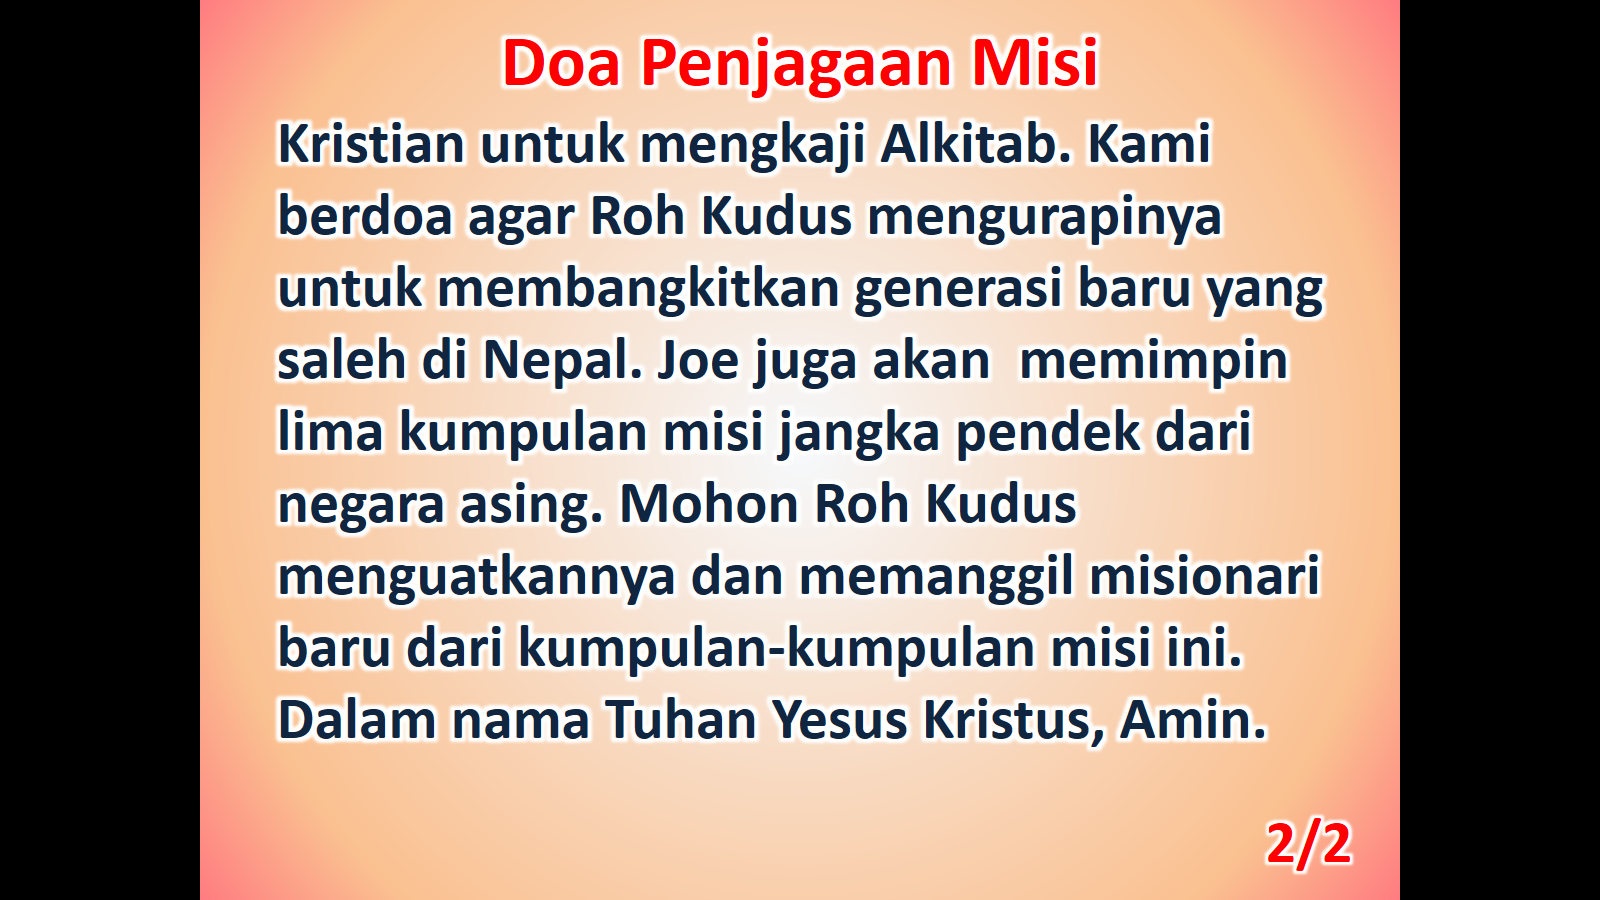 Doa Penjagaan Misi
Kristian untuk mengkaji Alkitab. Kami
berdoa agar Roh Kudus mengurapinya
untuk membangkitkan generasi baru yang
saleh di Nepal. Joe juga akan  memimpin
lima kumpulan misi jangka pendek dari
negara asing. Mohon Roh Kudus
menguatkannya dan memanggil misionari
baru dari kumpulan-kumpulan misi ini.
Dalam nama Tuhan Yesus Kristus, Amin.
2/2